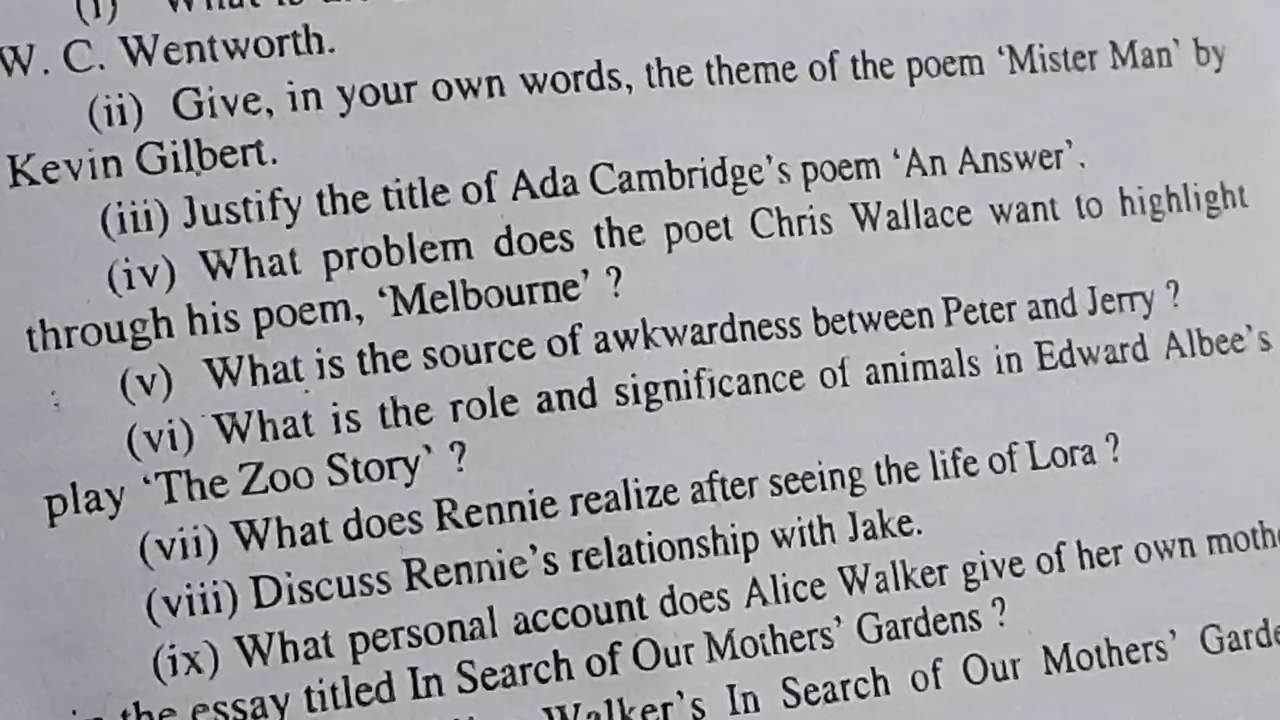 (i) What is
W. C. Wentworth.
(ii) Give, in your own words, the theme of the poem ‘Mister Man’ by
Kevin Gilbert.
(iii) Justify the title of Ada Cambridge’s poem ‘An Answer’.
(iv) What problem does the poet Chris Wallace want to highlight
through his poem, ‘Melbourne’ ?
(v) What is the source of awkwardness between Peter and Jerry ?
(vi) What is the role and significance of animals in Edward Albee’s
play ‘The Zoo Story’ ?
(vii) What does Rennie realize after seeing the life of Lora ?
(viii) Discuss Rennie’s relationship with Jake.
(ix) What personal account does Alice Walker give of her own
the essay titled In Search of Our Mothers’ Gardens ?
Walker’s In Search of Our Mothers’